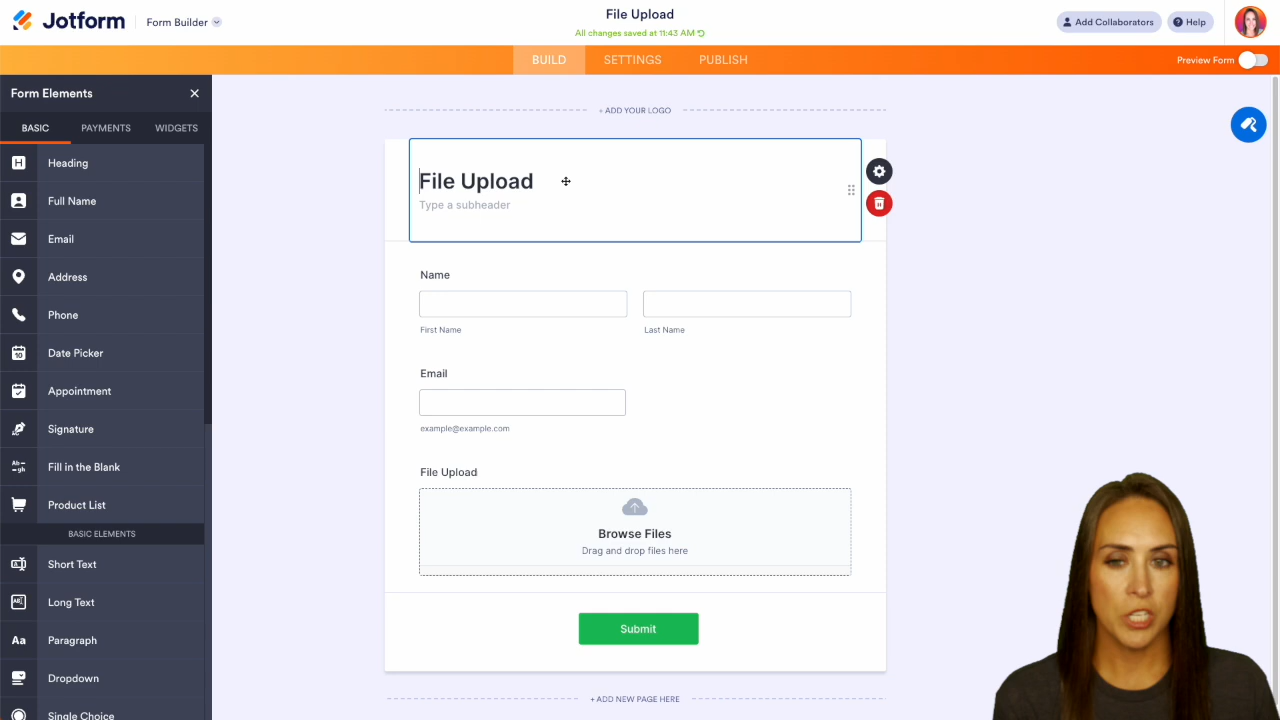 Jotform
Form Builder
File Upload
All changes saved at 11:43 AM
Add Collaborators
Help
BUILD
SETTINGS
PUBLISH
Preview Form
Form Elements
BASIC
PAYMENTS
WIDGETS
Heading
Full Name
Email
Address
Phone
Date Picker
Appointment
Signature
Fill in the Blank
Product List
BASIC ELEMENTS
Short Text
Long Text
Paragraph
Dropdown
Single Choice
+ ADD YOUR LOGO
File Upload
Type a subheader
Name
First Name
Last Name
Email
example@example.com
File Upload
Browse Files
Drag and drop files here
Submit
+ ADD NEW PAGE HERE